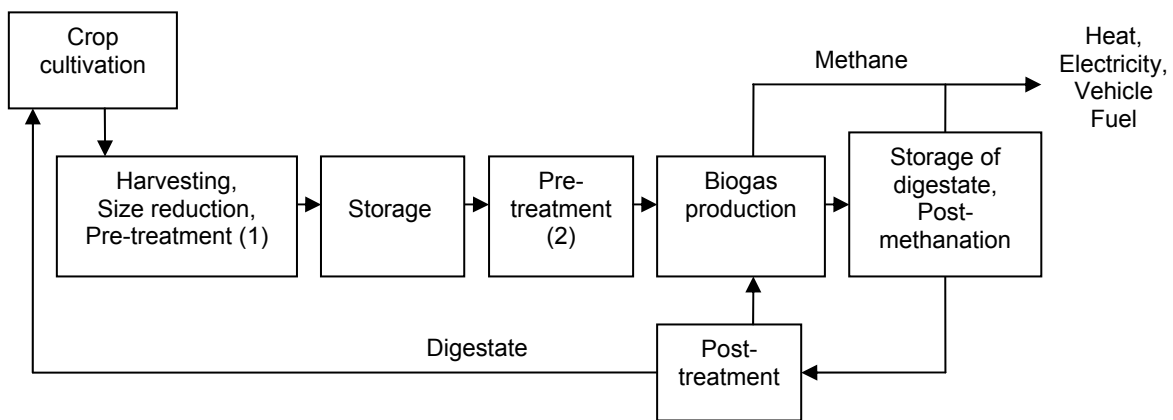 Crop
cultivation
Methane
Heat,
Electricity,
Vehicle
Fuel
Harvesting,
Size reduction,
Pre-treatment (1)
Storage
Pre-
treatment
(2)
Biogas
production
Storage of
digestate,
Post-
methanation
Digestate
Post-
treatment